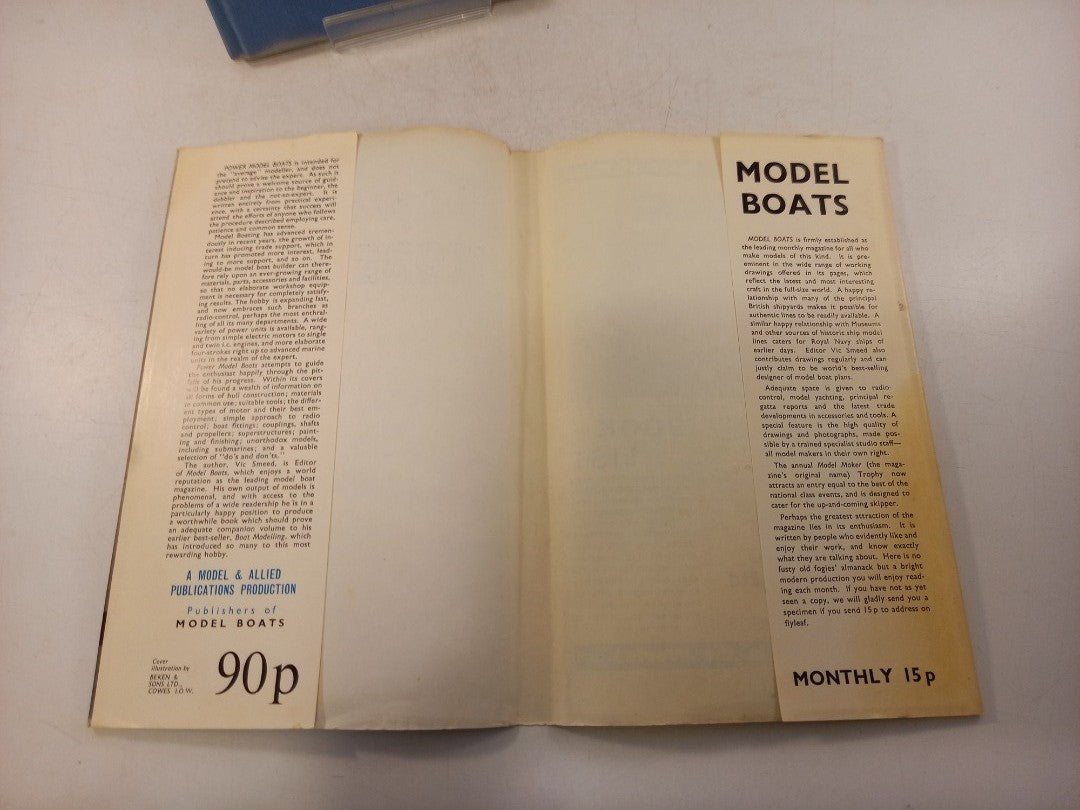 POWER MODEL BOATS is intended for
the "average" modeller, and does not
pretend to advise the expert. As such it
should prove a welcome source of guid-
ance and inspiration to the beginner, the
dabbler and the not-so-expert. It is
written entirely from practical experi-
ence, with a certainty that success will
attend the efforts of anyone who follows
the procedure described employing care,
patience and common sense.
Model Boating has advanced tremen-
dously in recent years, the growth of in-
terest inducing trade support, which in
turn has promoted more interest, lead-
ing to more support, and so on. The
would-be model boat builder can there-
fore rely upon an ever-growing range of
materials, parts, accessories and facilities,
so that no elaborate workshop equip-
ment is necessary for completely satisfy-
ing results. The hobby is expanding fast,
and now embraces such branches as
radio-control, perhaps the most enthral-
ling of all its many departments. A wide
variety of power units is available, rang-
ing from simple electric motors to single
and twin i.c. engines, and more elaborate
four-strokes right up to advanced marine
units in the realm of the expert.
Power Model Boats attempts to guide
the enthusiast happily through the pit-
falls of his progress. Within its covers
will be found a wealth of information on
all forms of hull construction; materials
in common use; suitable tools; the differ-
ent types of motor and their best em-
ployment; simple approach to radio
control; boat fittings; couplings, shafts
and propellers; superstructures; paint-
ing and finishing; unorthodox models,
including submarines; and a valuable
selection of "do's and don'ts."
The author, Vic Smeed, is Editor
of Model Boats, which enjoys a world
reputation as the leading model boat
magazine. His own output of models is
phenomenal, and with access to the
problems of a wide readership he is in a
particularly happy position to produce
a worthwhile book which should prove
an adequate companion volume to his
earlier best-seller, Boat Modelling, which
has introduced so many to this most
rewarding hobby.
A MODEL & ALLIED
PUBLICATIONS PRODUCTION
Publishers of
MODEL BOATS
Cover
illustration by
BEKEN &
SONS LTD.,
COWES I.O.W.
90p
MODEL
BOATS
MODEL BOATS is firmly established as
the leading monthly magazine for all who
make models of this kind. It is pre-
eminent in the wide range of working
drawings offered in its pages, which
reflect the latest and most interesting
craft in the full-size world. A happy re-
lationship with many of the principal
British shipyards makes it possible for
authentic lines to be readily available. A
similar happy relationship with Museums
and other sources of historic ship model
lines caters for Royal Navy ships of
earlier days. Editor Vic Smeed also
contributes drawings regularly and can
justly claim to be world's best-selling
designer of model boat plans.
Adequate space is given to radio-
control, model yachting, principal re-
gatta reports and the latest trade
developments in accessories and tools. A
special feature is the high quality of
drawings and photographs, made pos-
sible by a trained specialist studio staff—
all model makers in their own right.
The annual Model Maker (the maga-
zine's original name) Trophy now
attracts an entry equal to the best of the
national class events, and is designed to
cater for the up-and-coming skipper.
Perhaps the greatest attraction of the
magazine lies in its enthusiasm. It is
written by people who evidently like and
enjoy their work, and know exactly
what they are talking about. Here is no
fusty old fogies' almanack but a bright
modern production you will enjoy read-
ing each month. If you have not as yet
seen a copy, we will gladly send you a
specimen if you send 15p to address on
flyleaf.
MONTHLY 15p